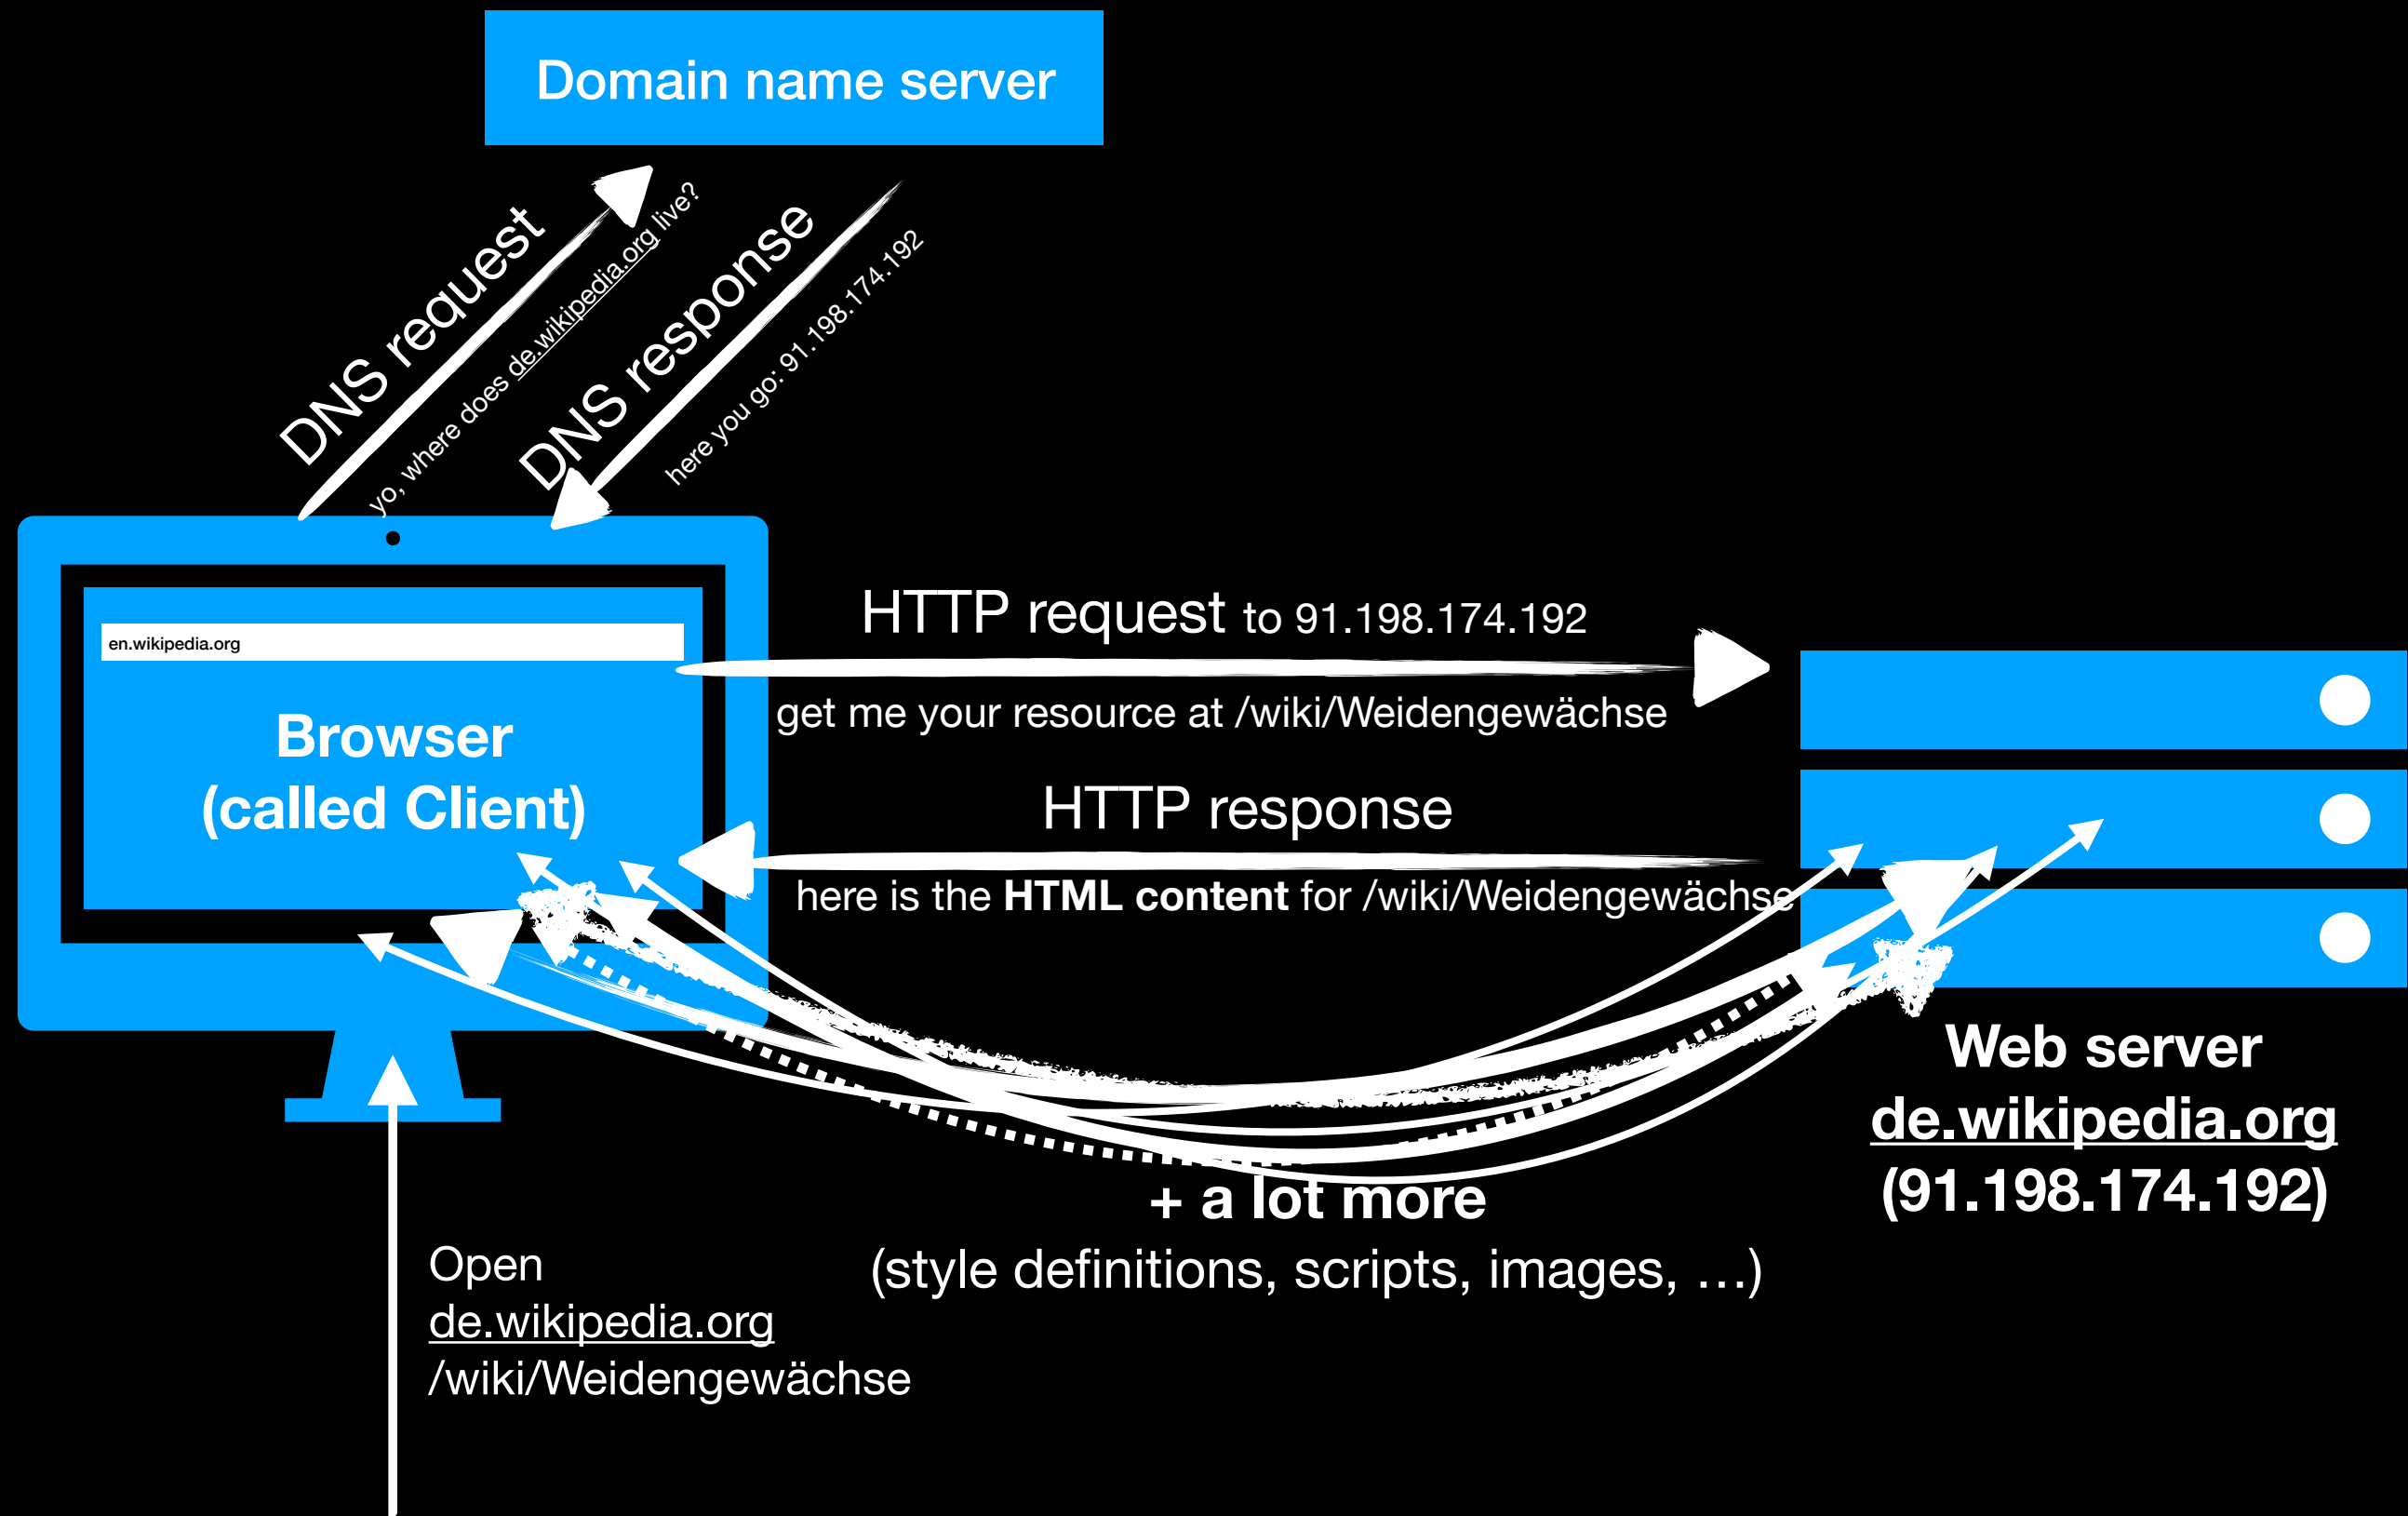 Domain name server
DNS request
yo, where does de.wikipedia.org live?
DNS response
here you go: 91.198.174.192
en.wikipedia.org
Browser
(called Client)
HTTP request to 91.198.174.192
get me your resource at /wiki/Weidengewächse
HTTP response
here is the HTML content for /wiki/Weidengewächse
Web server
de.wikipedia.org
(91.198.174.192)
+ a lot more
(style definitions, scripts, images, …)
Open
de.wikipedia.org
/wiki/Weidengewächse